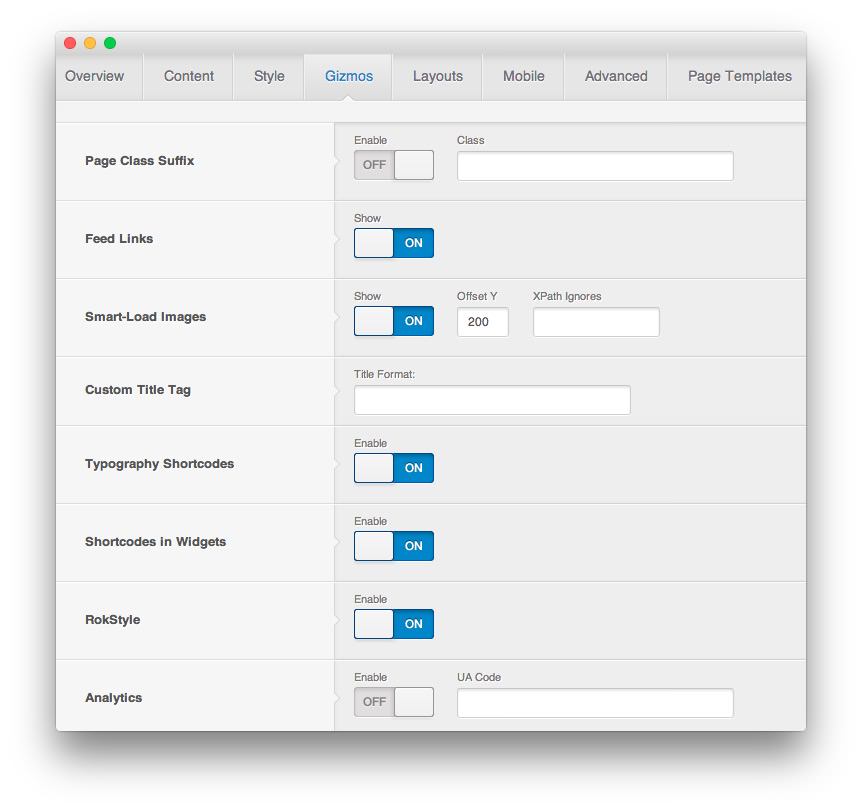 Overview Content Style Gizmos Layouts Mobile Advanced Page Templates
Page Class Suffix
Enable Class
OFF
Feed Links
Show
ON
Smart-Load Images
Show Offset Y XPath Ignores
ON 200
Custom Title Tag
Title Format:
Typography Shortcodes
Enable
ON
Shortcodes in Widgets
Enable
ON
RokStyle
Enable
ON
Analytics
Enable UA Code
OFF